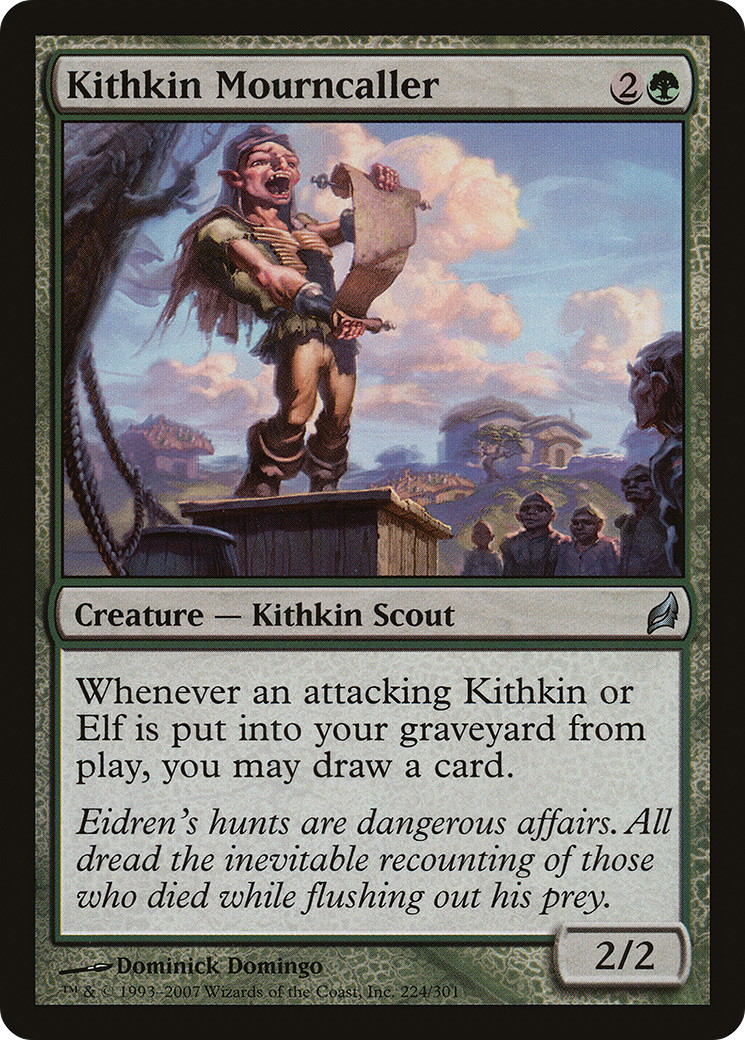 Kithkin Mourncaller 2
Creature — Kithkin Scout
Whenever an attacking Kithkin or
Elf is put into your graveyard from
play, you may draw a card.
Eidren's hunts are dangerous affairs. All
dread the inevitable recounting of those
who died while flushing out his prey.
2/2
Dominick Domingo
™ & © 1993–2007 Wizards of the Coast, Inc. 224/301